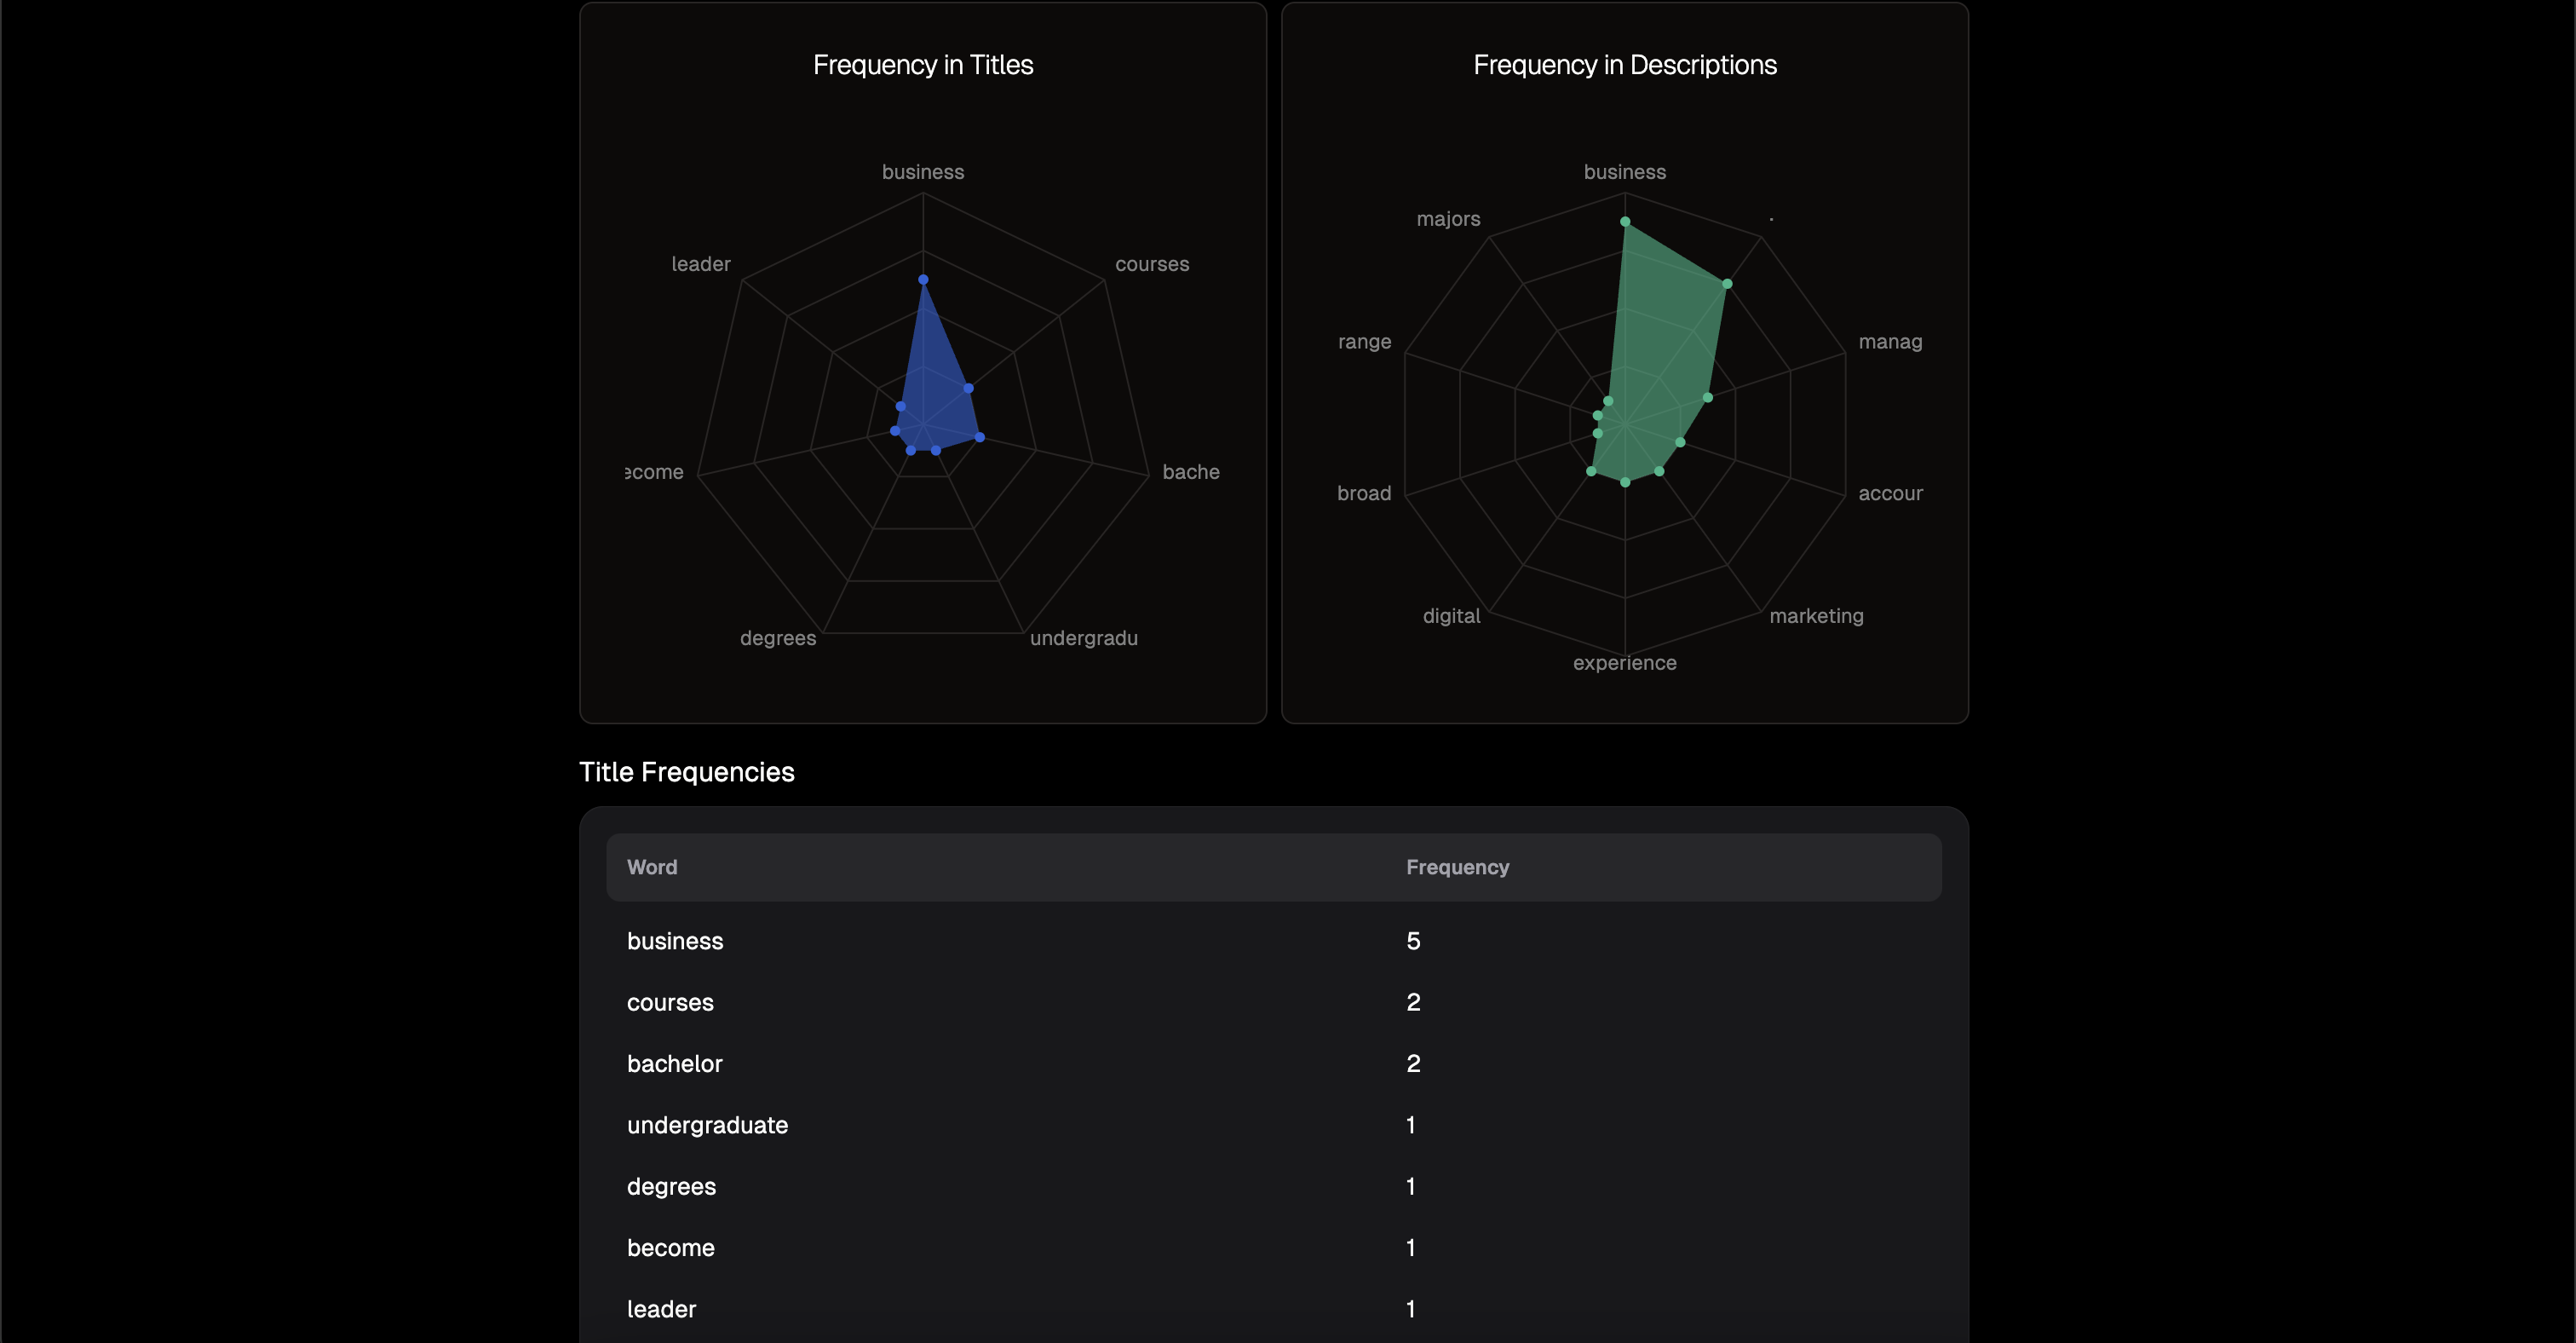 Frequency in Titles
business
leader
courses
ecome
bache
degrees
undergradu
Frequency in Descriptions
business
majors
.
range
manag
broad
accour
digital
marketing
experience
Title Frequencies
Word Frequency
business 5
courses 2
bachelor 2
undergraduate 1
degrees 1
become 1
leader 1